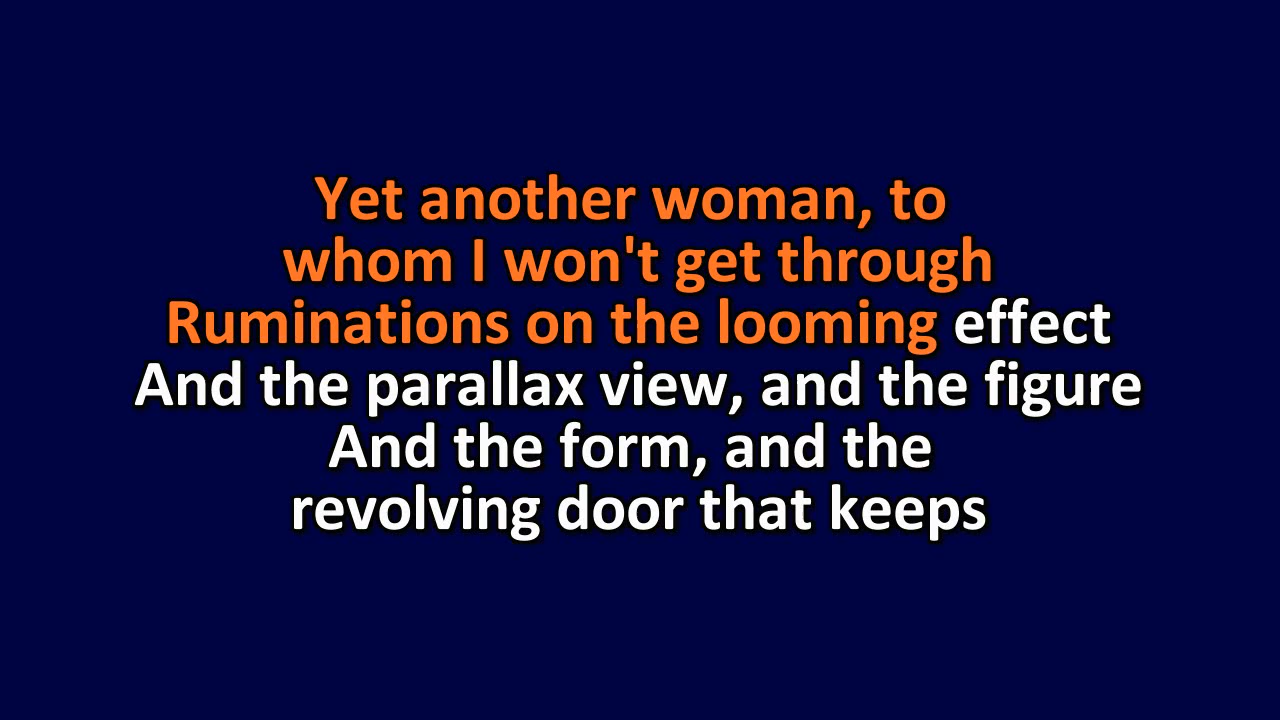 Yet another woman, to
whom I won't get through
Ruminations on the looming effect
And the parallax view, and the figure
And the form, and the
revolving door that keeps